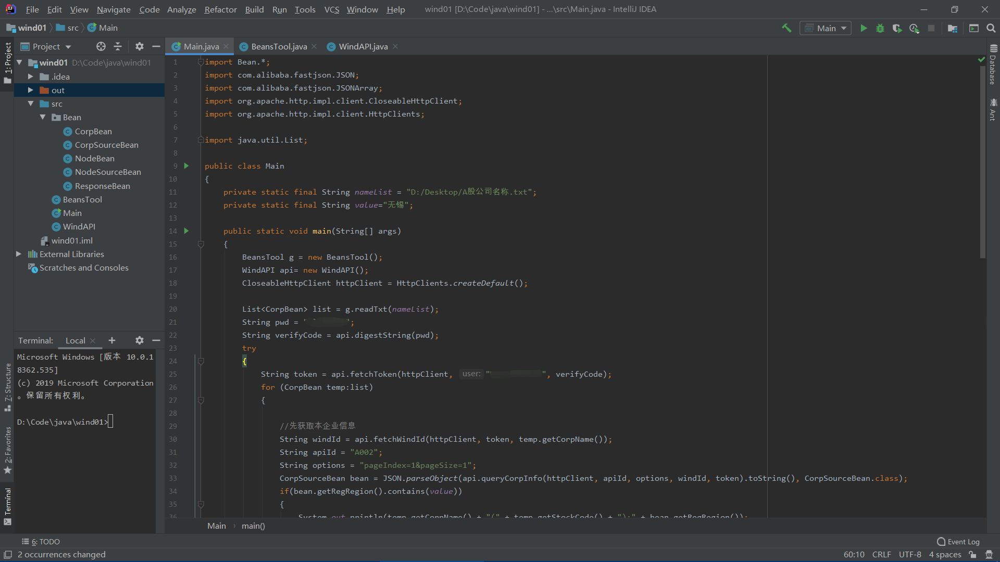 File Edit View Navigate Code Analyze Refactor Build Run Tools VCS Window Help wind01 [D:\Code\java\wind01] - ...\src\Main.java - IntelliJ IDEA
wind01 src Main Main
Project Main.java BeansTool.java WindAPI.java
1: Project
wind01 D:\Code\java\wind01
.idea
out
src
Bean
CorpBean
CorpSourceBean
NodeBean
NodeSourceBean
ResponseBean
BeansTool
Main
WindAPI
wind01.iml
External Libraries
Scratches and Consoles
Terminal: Local
Microsoft Windows [版本 10.0.1
8362.535]
(c) 2019 Microsoft Corporation
。保留所有权利。
D:\Code\java\wind01>
7: Structure
2: Favorites
Terminal
1 import Bean.*;
2 import com.alibaba.fastjson.JSON;
3 import com.alibaba.fastjson.JSONArray;
4 import org.apache.http.impl.client.CloseableHttpClient;
5 import org.apache.http.impl.client.HttpClients;
6
7 import java.util.List;
8
9 public class Main
10 {
11 private static final String nameList = "D:/Desktop/A股公司名称.txt";
12 private static final String value="无锡";
13
14 public static void main(String[] args)
15 {
16 BeansTool g = new BeansTool();
17 WindAPI api= new WindAPI();
18 CloseableHttpClient httpClient = HttpClients.createDefault();
19
20 List<CorpBean> list = g.readTxt(nameList);
21 String pwd = "";
22 String verifyCode = api.digestString(pwd);
23 try
24 {
25 String token = api.fetchToken(httpClient, user: "", verifyCode);
26 for (CorpBean temp:list)
27 {
28
29 //先获取本企业信息
30 String windId = api.fetchWindId(httpClient, token, temp.getCorpName());
31 String apiId = "A002";
32 String options = "pageIndex=1&pageSize=1";
33 CorpSourceBean bean = JSON.parseObject(api.queryCorpInfo(httpClient, apiId, options, windId, token).toString(), CorpSourceBean.class);
34 if(bean.getRegRegion().contains(value))
35 {
36 System.out.println(temp.getCorpName() + "(" + temp.getStockCode() + "):" + bean.getRegRegion());
Main main()
Database
Ant
6: TODO Event Log
2 occurrences changed 60:10 CRLF UTF-8 4 spaces